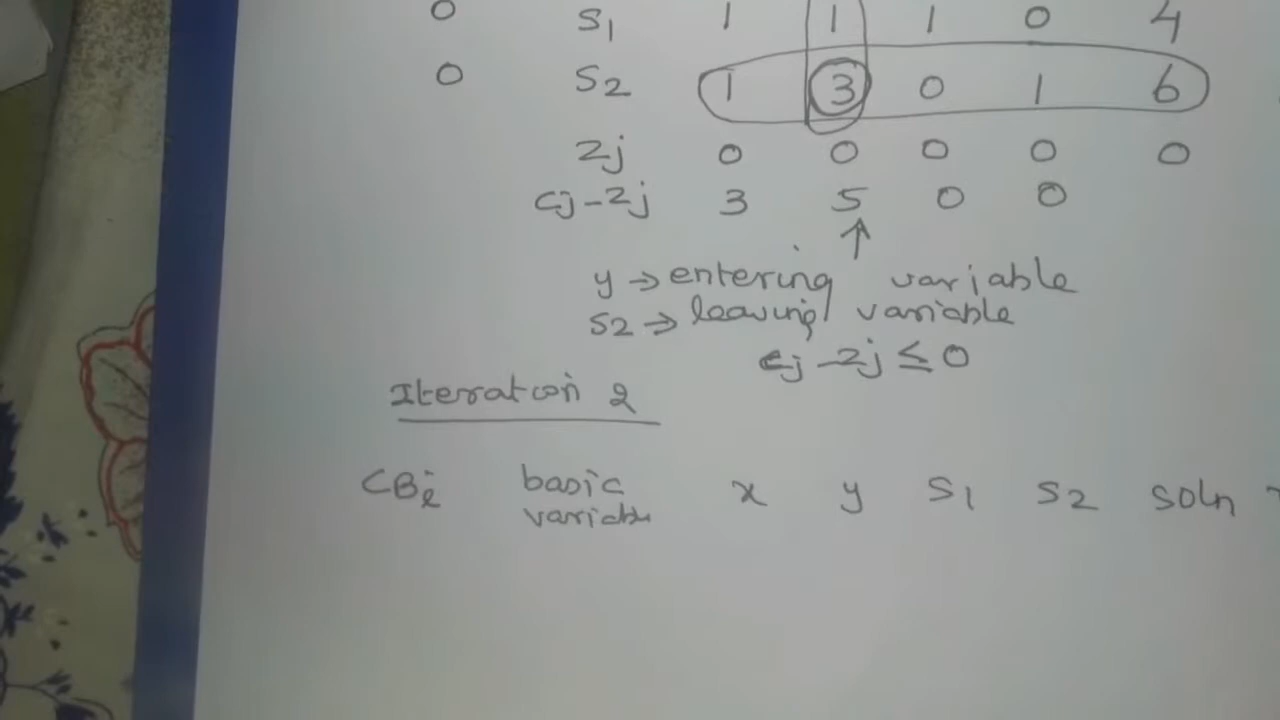 0 S1 1 1 1 0 4
0 S2 1 3 0 1 6
Zj 0 0 0 0 0
Cj-Zj 3 5 0 0
↑
y → entering variable
S2 ⇒ leaving variable
Cj-Zj ≤ 0
Iteration 2
CBi basic variable x y S1 S2 soln